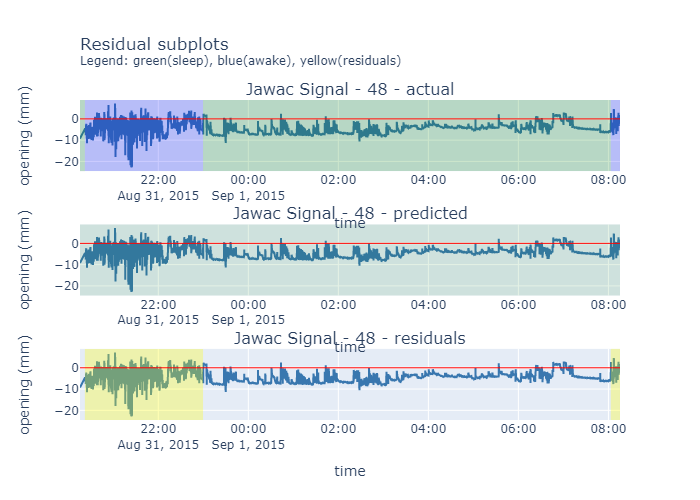 Residual subplots
Legend: green(sleep), blue(awake), yellow(residuals)
Jawac Signal - 48 - actual
opening (mm)
0
−10
−20
22:00 00:00 02:00 04:00 06:00 08:00
Aug 31, 2015 Sep 1, 2015
Jawac Signal - 48 - predicted
time
opening (mm)
0
−10
−20
22:00 00:00 02:00 04:00 06:00 08:00
Aug 31, 2015 Sep 1, 2015
Jawac Signal - 48 - residuals
time
opening (mm)
0
−10
−20
22:00 00:00 02:00 04:00 06:00 08:00
Aug 31, 2015 Sep 1, 2015
time